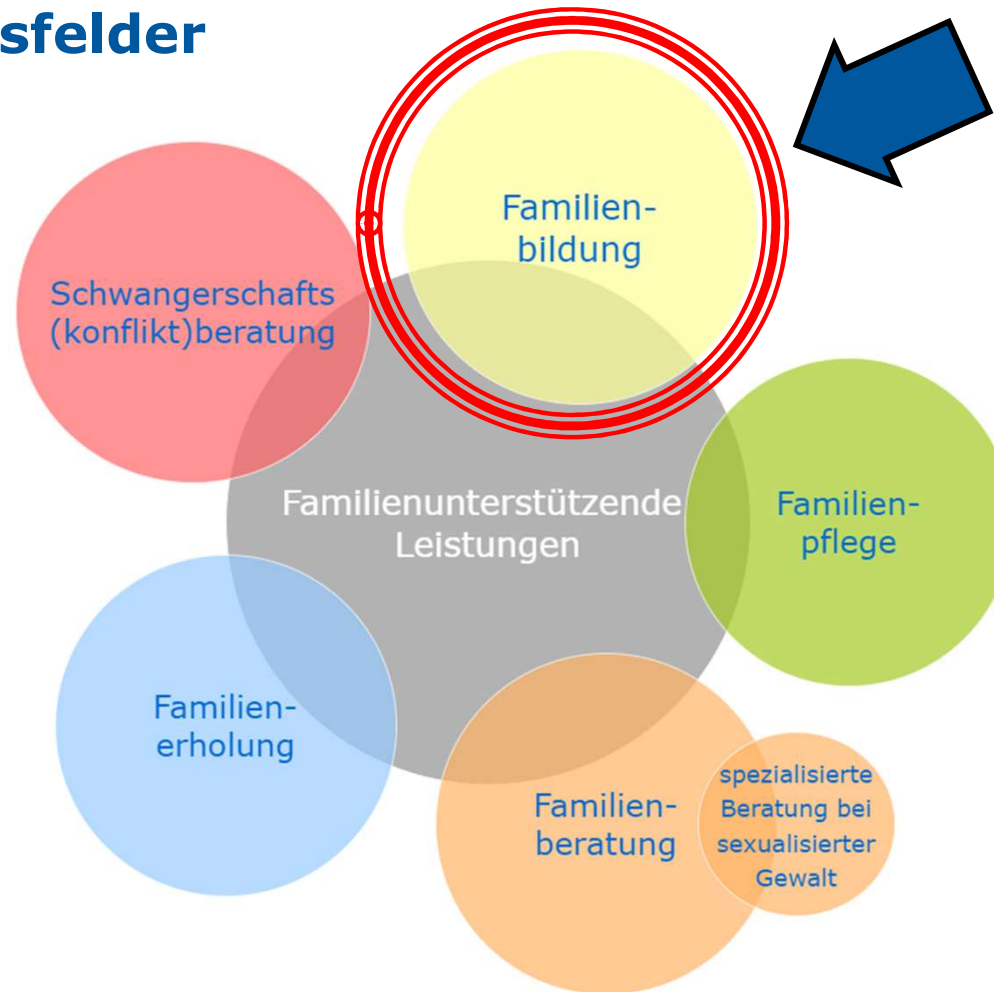 sfelder
Familien-
bildung
Schwangerschafts
(konflikt)beratung
Familienunterstützende
Leistungen
Familien-
pflege
Familien-
erholung
Familien-
beratung
spezialisierte
Beratung bei
sexualisierter
Gewalt